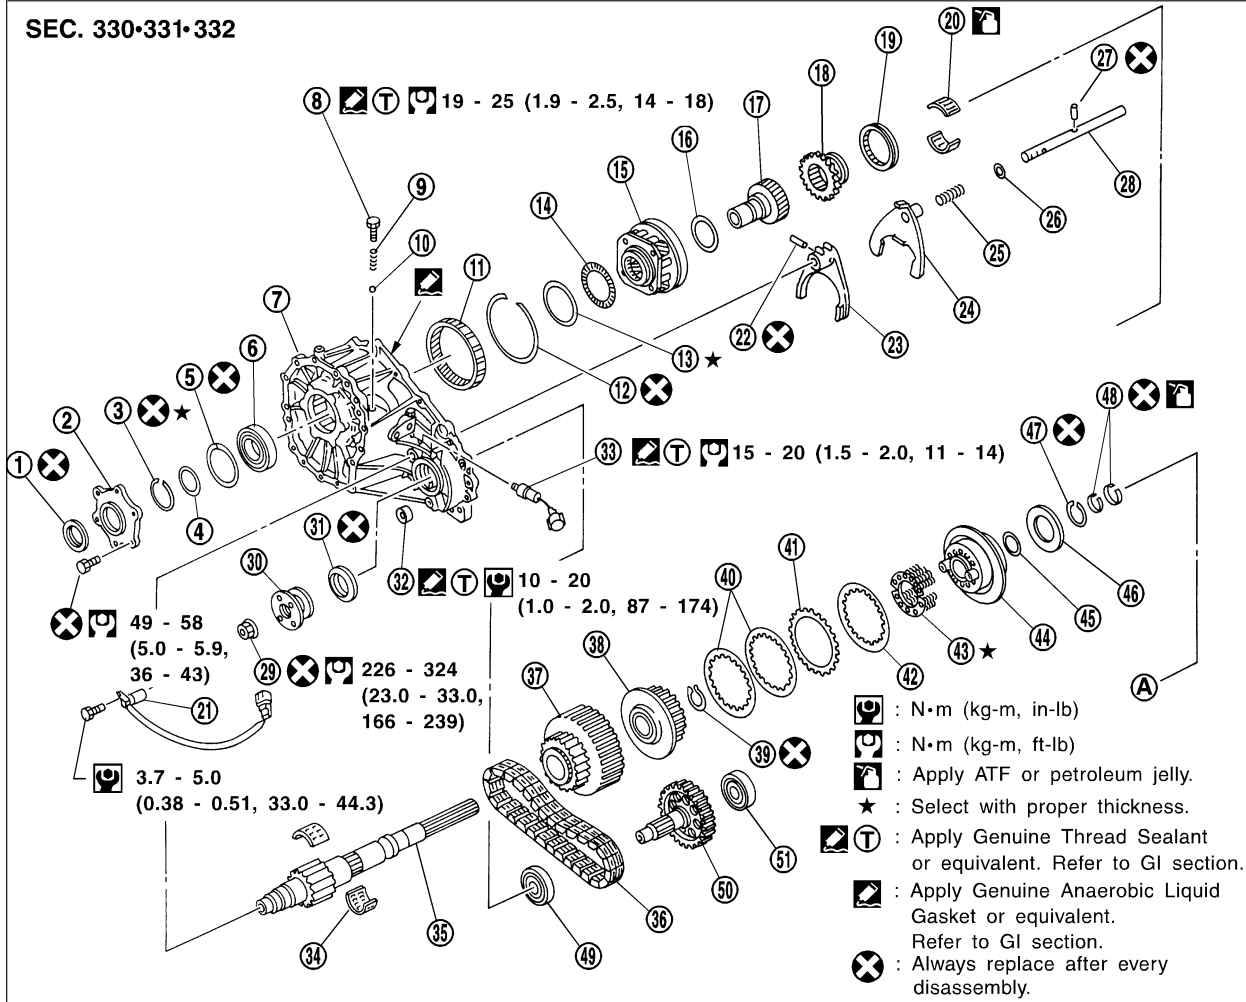 SEC. 330•331•332
20
27
19
18
8 T 19 - 25 (1.9 - 2.5, 14 - 18)
17
16
15
9
14
28
26
10
25
7
11
24
6
22
23
5
13 ★
3 ★
12
2
48
47
33 T 15 - 20 (1.5 - 2.0, 11 - 14)
1
4
31
41
30
32 T 10 - 20
(1.0 - 2.0, 87 - 174)
40
46
45
49 - 58
(5.0 - 5.9,
36 - 43)
44
38
43 ★
29 226 - 324
(23.0 - 33.0,
166 - 239)
37
42
A
21
39
: N•m (kg-m, in-lb)
: N•m (kg-m, ft-lb)
3.7 - 5.0
(0.38 - 0.51, 33.0 - 44.3)
: Apply ATF or petroleum jelly.
★ : Select with proper thickness.
T : Apply Genuine Thread Sealant
or equivalent. Refer to GI section.
51
50
: Apply Genuine Anaerobic Liquid
Gasket or equivalent.
Refer to GI section.
36
35
34
49
: Always replace after every
disassembly.